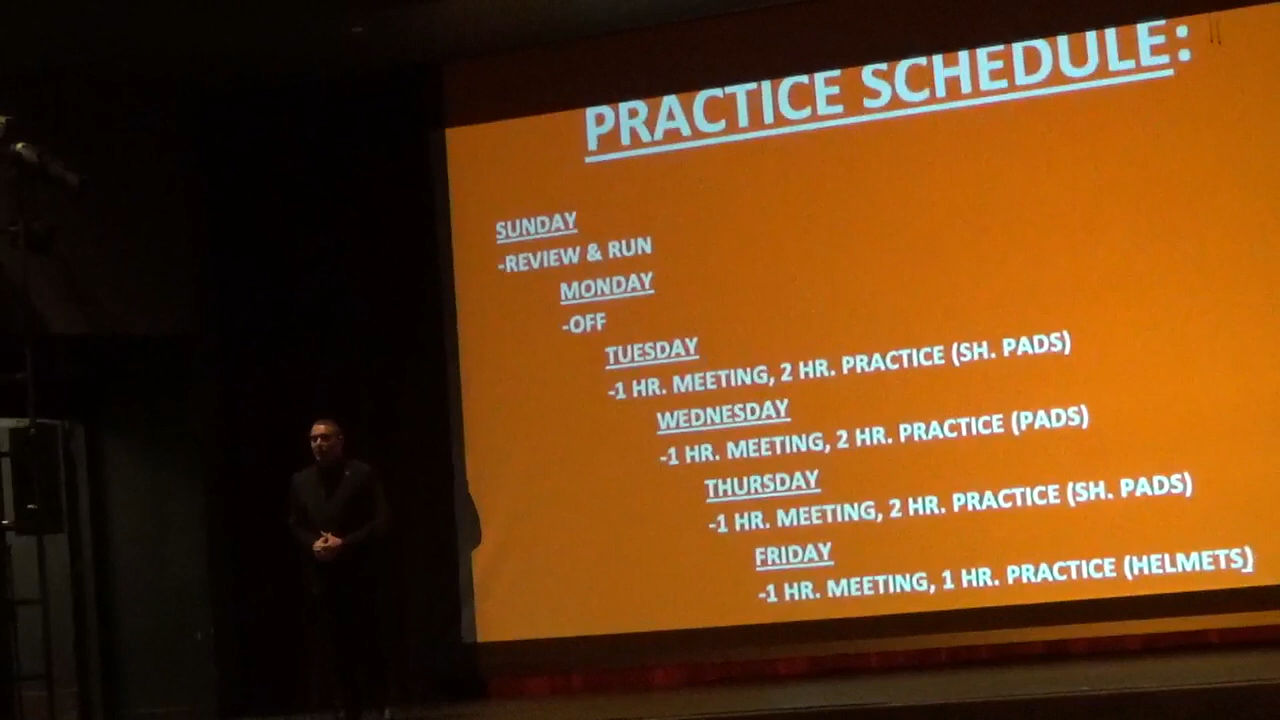 PRACTICE SCHEDULE:
SUNDAY
-REVIEW & RUN
MONDAY
-OFF
TUESDAY
-1 HR. MEETING, 2 HR. PRACTICE (SH. PADS)
WEDNESDAY
-1 HR. MEETING, 2 HR. PRACTICE (PADS)
THURSDAY
-1 HR. MEETING, 2 HR. PRACTICE (SH. PADS)
FRIDAY
-1 HR. MEETING, 1 HR. PRACTICE (HELMETS)